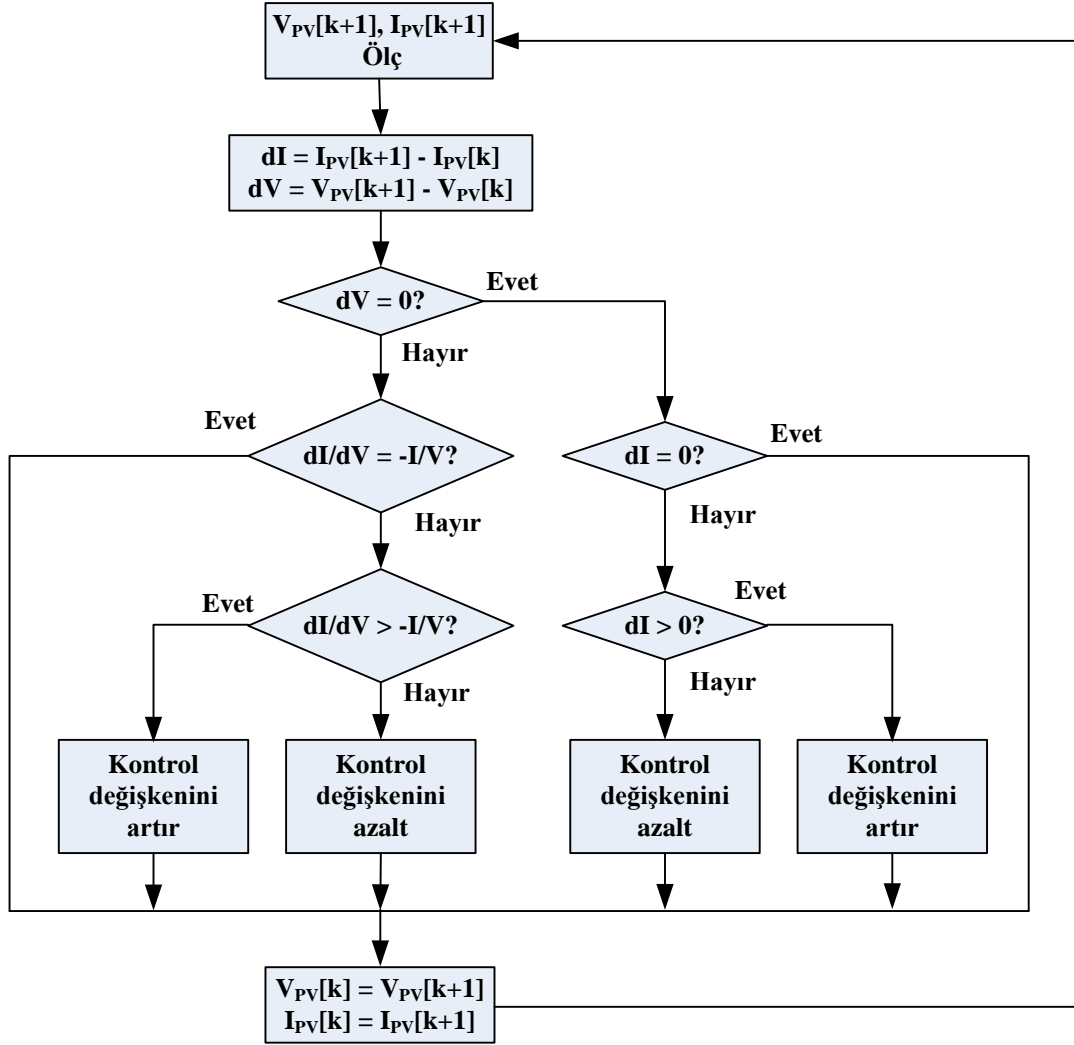 V_PV[k+1], I_PV[k+1]
Ölç
dI = I_PV[k+1] - I_PV[k]
dV = V_PV[k+1] - V_PV[k]
dV = 0?
Evet
Hayır
Evet
dI/dV = -I/V?
dI = 0?
Evet
Hayır
Hayır
Evet
dI/dV > -I/V?
dI > 0?
Evet
Hayır
Hayır
Kontrol
değişkenini
artır
Kontrol
değişkenini
azalt
Kontrol
değişkenini
azalt
Kontrol
değişkenini
artır
V_PV[k] = V_PV[k+1]
I_PV[k] = I_PV[k+1]